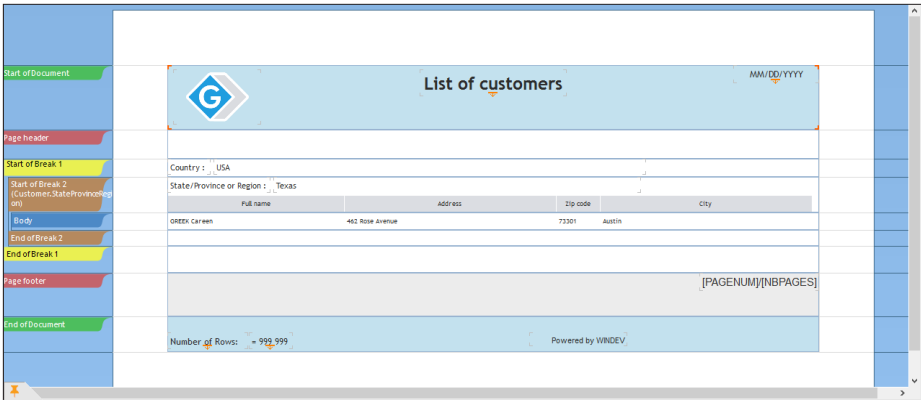 Start of Document
List of customers
MM/DD/YYYY
G
Page header
Start of Break 1
Country : USA
Start of Break 2
(Customer.StateProvinceRegi
on)
State/Province or Region : Texas
Full name Address Zip code City
Body
GREEK Careen 462 Rose Avenue 73301 Austin
End of Break 2
End of Break 1
Page footer
[PAGENUM]/[NBPAGES]
End of Document
Number of Rows: = 999,999 Powered by WINDEV